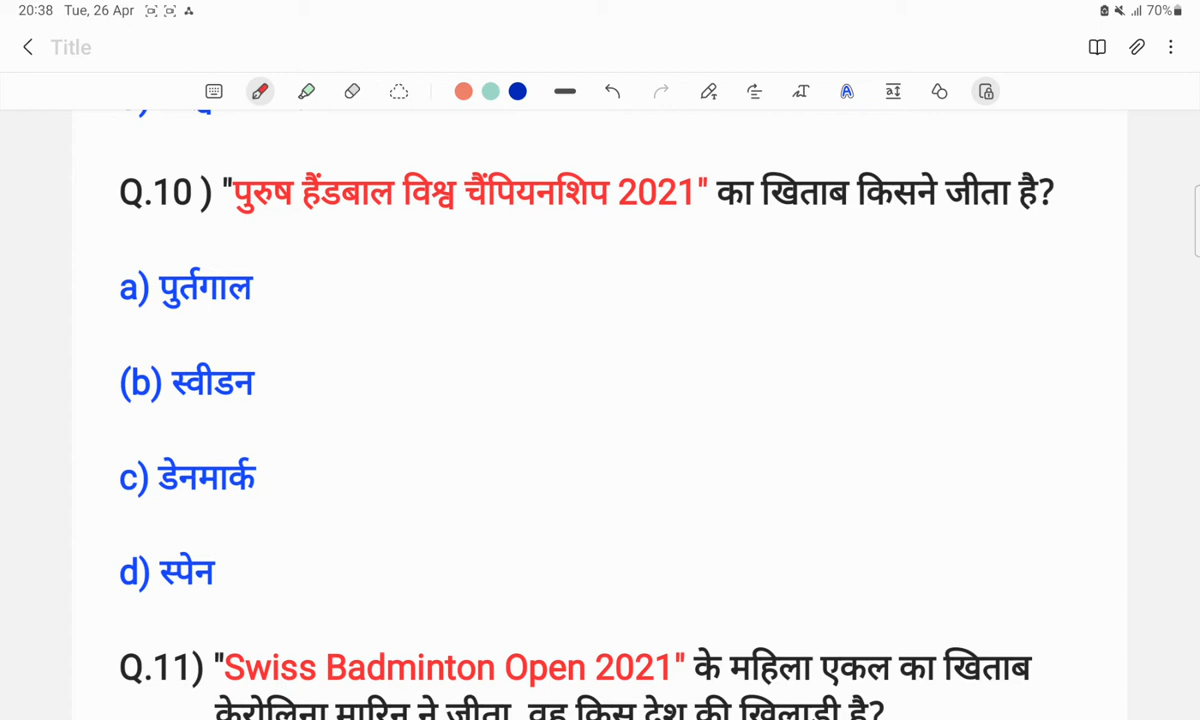 20:38 Tue, 26 Apr 70%
Title
Q.10 ) "पुरुष हैंडबाल विश्व चैंपियनशिप 2021" का खिताब किसने जीता है?
a) पुर्तगाल
(b) स्वीडन
c) डेनमार्क
d) स्पेन
Q.11) "Swiss Badminton Open 2021" के महिला एकल का खिताब
केरोलिना मारिन ने जीता, वह किस देश की खिलाड़ी है?